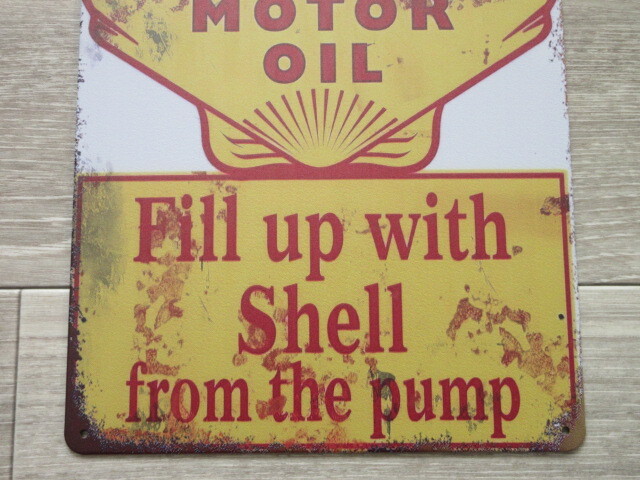 MOTOR
OIL
Fill up with
Shell
from the pump